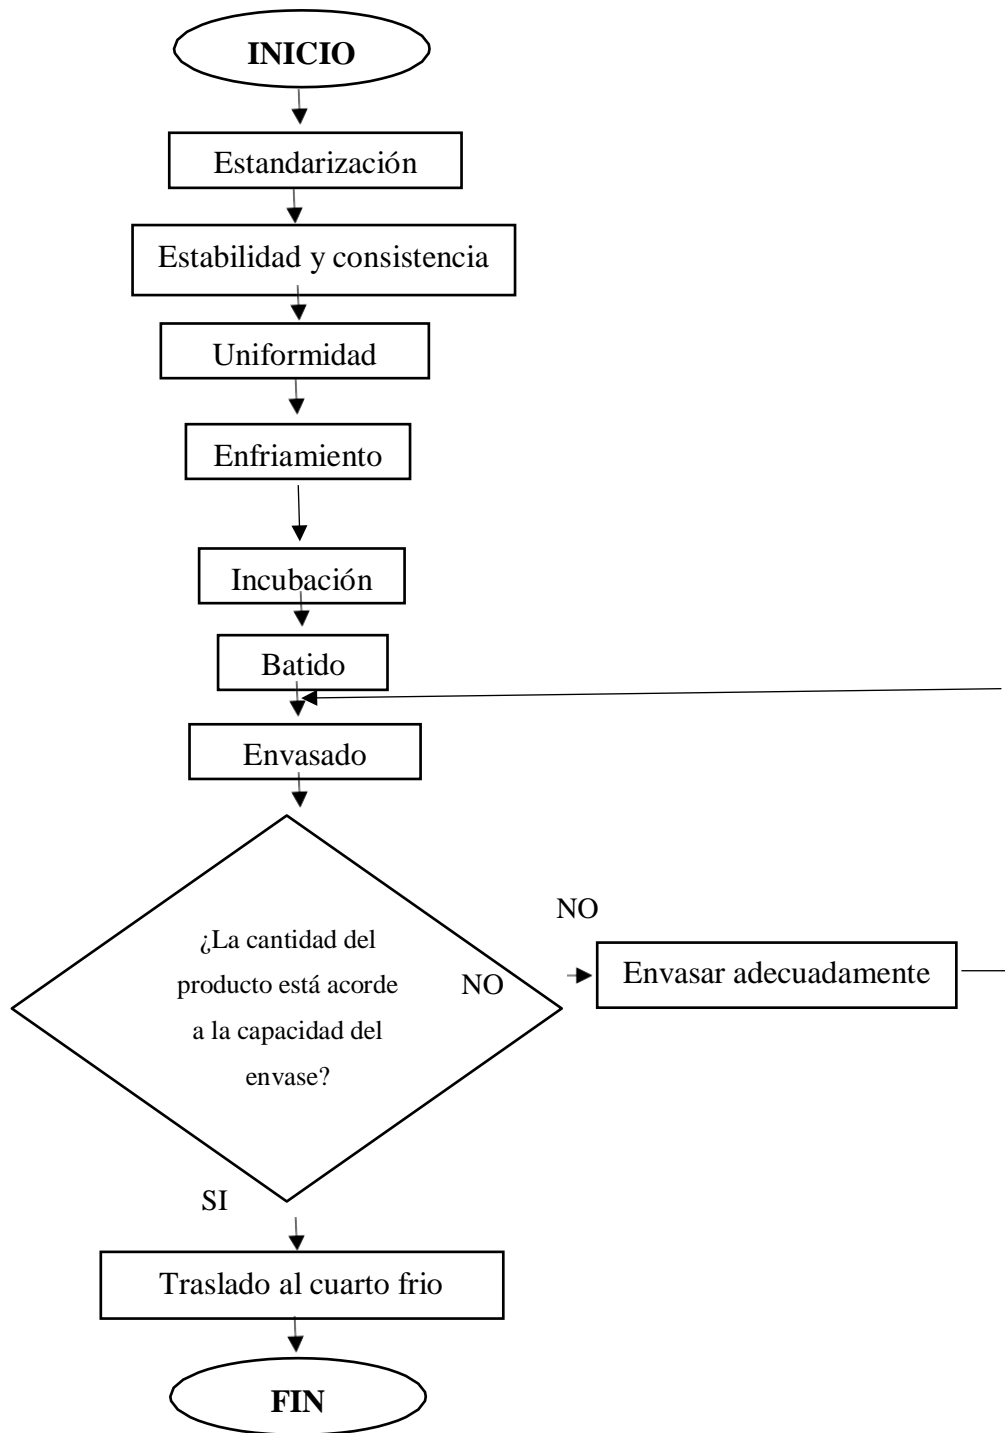 INICIO
Estandarización
Estabilidad y consistencia
Uniformidad
Enfriamiento
Incubación
Batido
Envasado
¿La cantidad del
producto está acorde
a la capacidad del
envase?
NO
NO
Envasar adecuadamente
SI
Traslado al cuarto frio
FIN